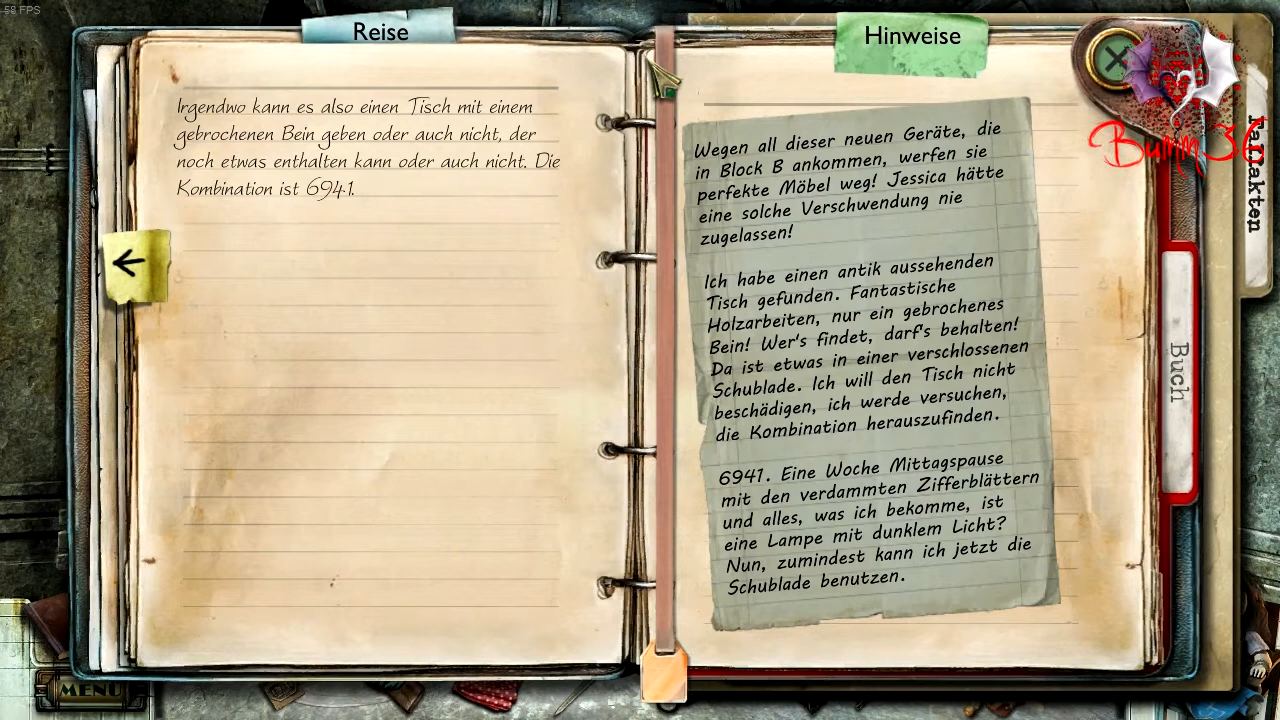 58 FPS
Reise
Irgendwo kann es also einen Tisch mit einem
gebrochenen Bein geben oder auch nicht, der
noch etwas enthalten kann oder auch nicht. Die
Kombination ist 6941.
Hinweise
Wegen all dieser neuen Geräte, die
in Block B ankommen, werfen sie
perfekte Möbel weg! Jessica hätte
eine solche Verschwendung nie
zugelassen!
Ich habe einen antik aussehenden
Tisch gefunden. Fantastische
Holzarbeiten, nur ein gebrochenes
Bein! Wer's findet, darf's behalten!
Da ist etwas in einer verschlossenen
Schublade. Ich will den Tisch nicht
beschädigen, ich werde versuchen,
die Kombination herauszufinden.
6941. Eine Woche Mittagspause
mit den verdammten Zifferblättern
und alles, was ich bekomme, ist
eine Lampe mit dunklem Licht?
Nun, zumindest kann ich jetzt die
Schublade benutzen.
Bumm36
Fallakten
Buch
MENU